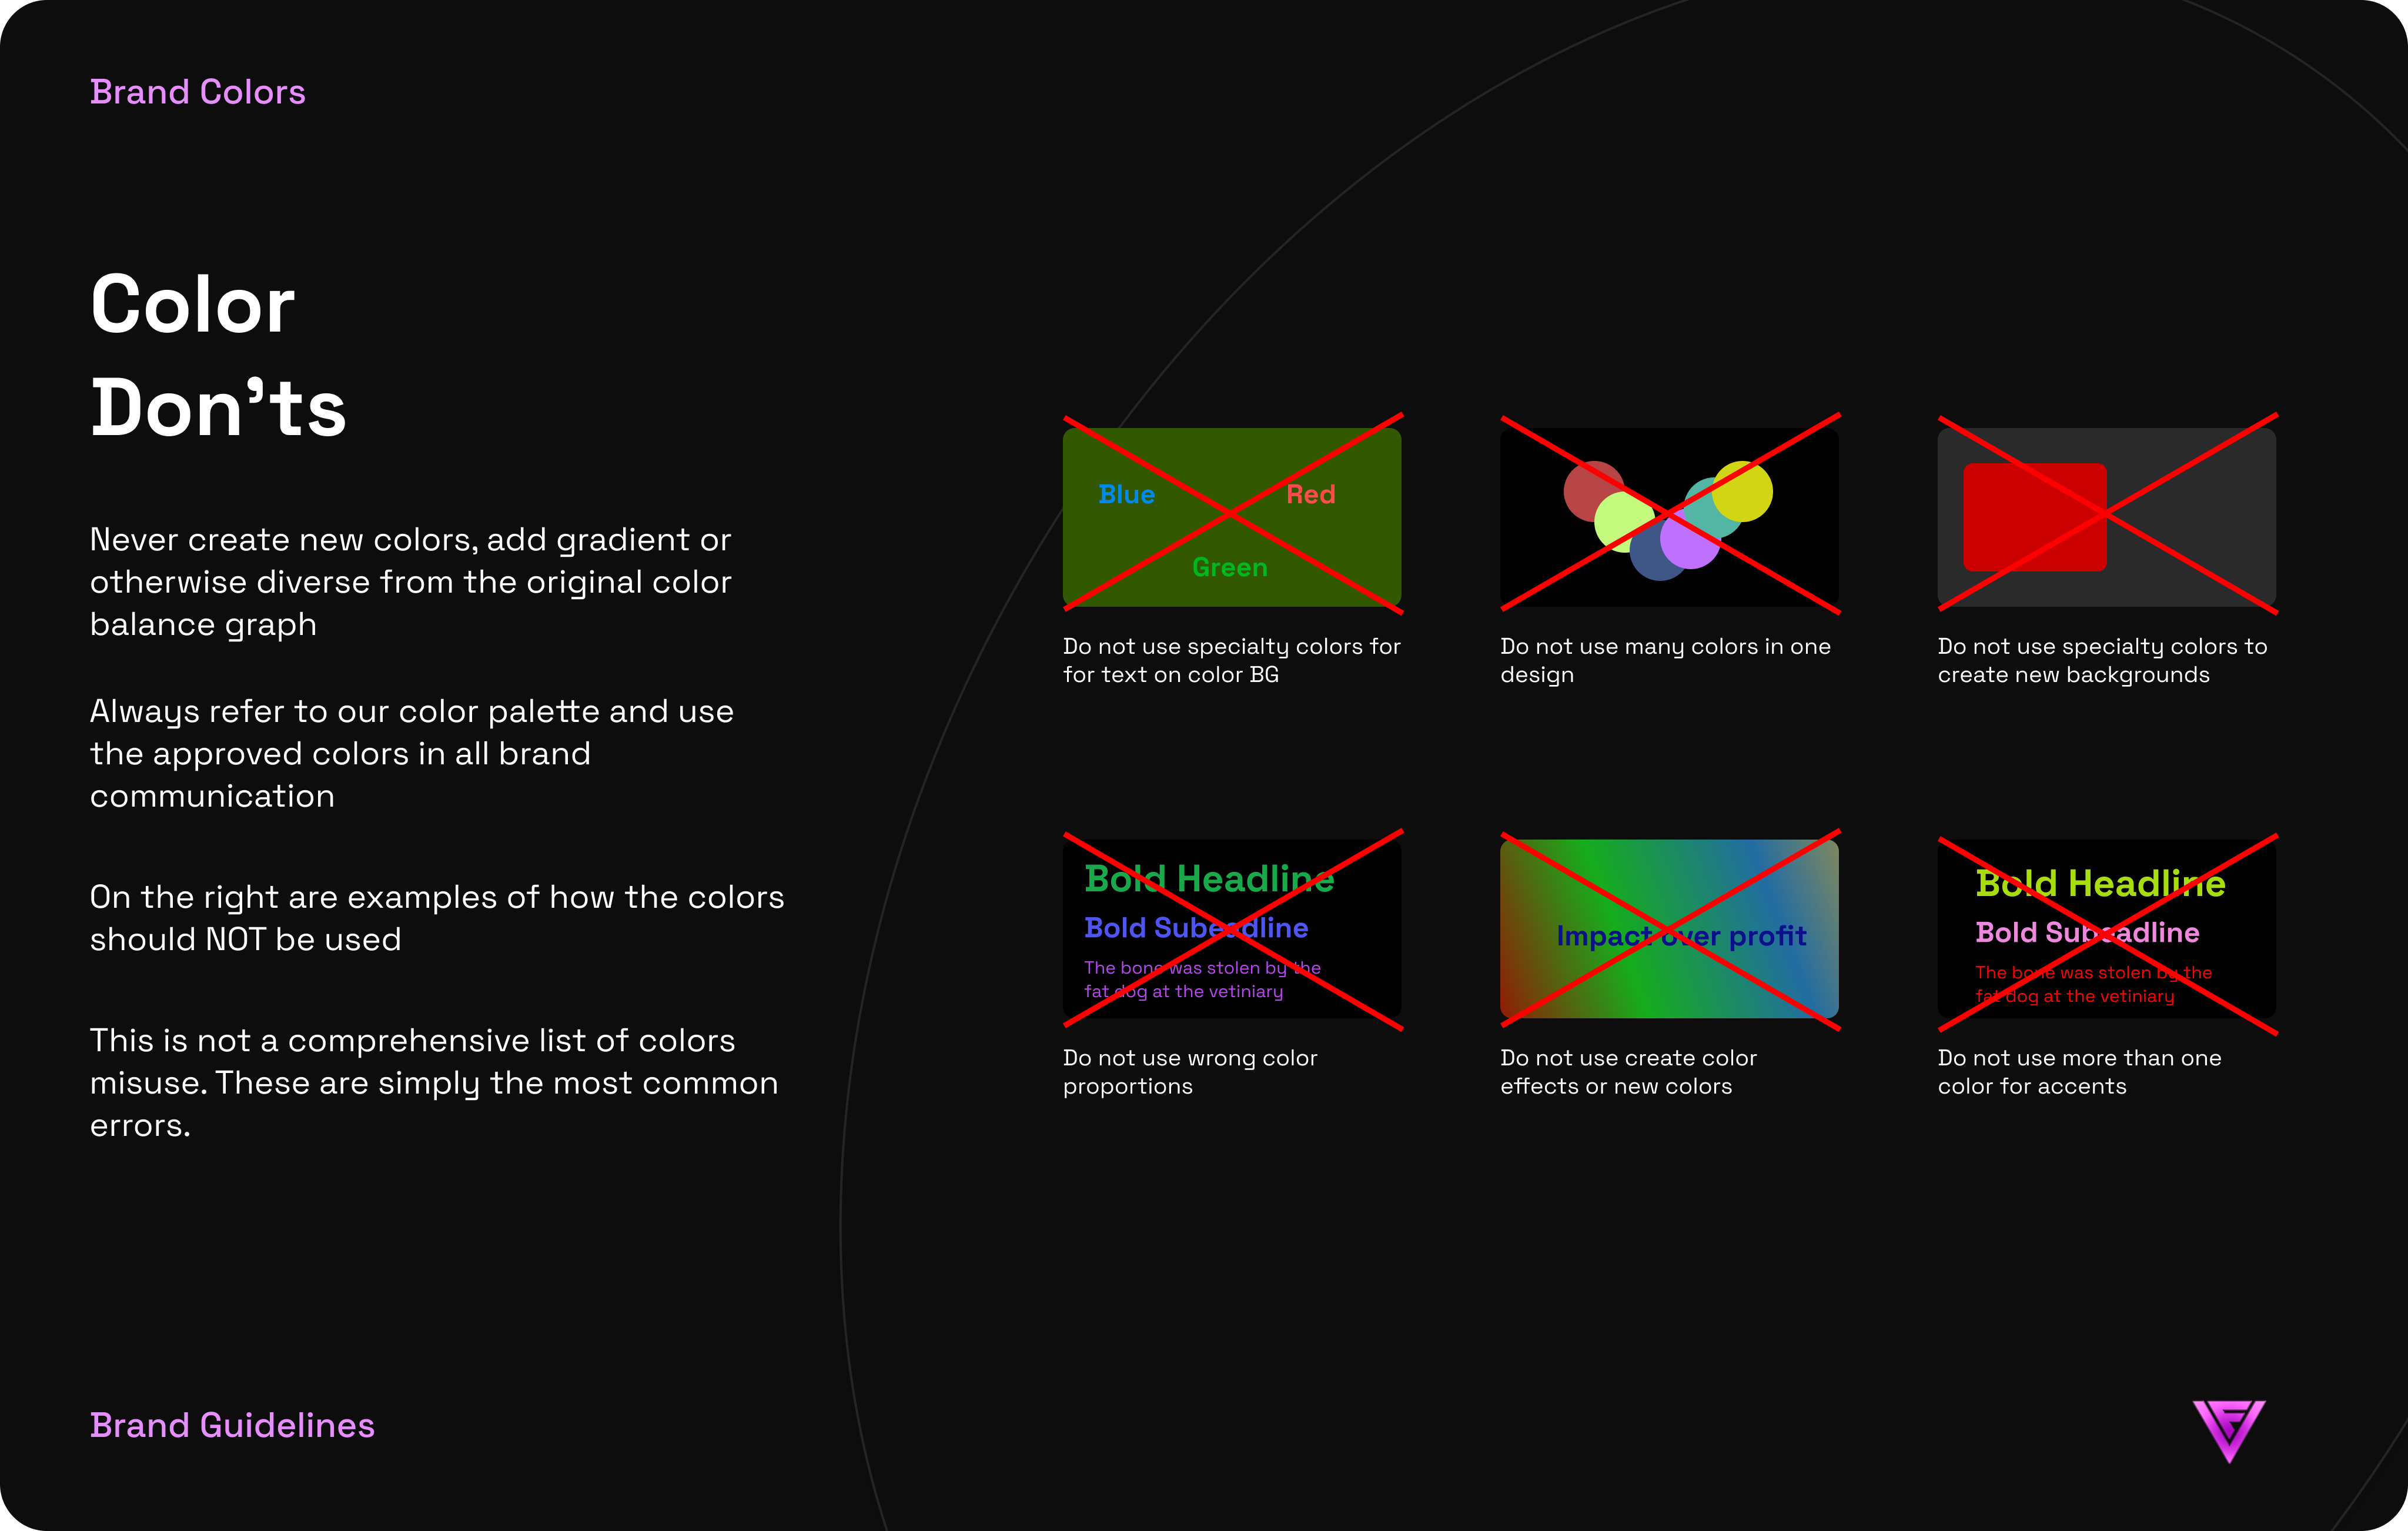 Brand Colors
Color
Don’ts
Never create new colors, add gradient or
otherwise diverse from the original color
balance graph
Always refer to our color palette and use
the approved colors in all brand
communication
On the right are examples of how the colors
should NOT be used
This is not a comprehensive list of colors
misuse. These are simply the most common
errors.
Blue
Red
Green
Do not use specialty colors for
for text on color BG
Do not use many colors in one
design
Do not use specialty colors to
create new backgrounds
Bold Headline
Bold Subeadline
The bone was stolen by the
fat dog at the vetiniary
Do not use wrong color
proportions
Impact over profit
Do not use create color
effects or new colors
Bold Headline
Bold Subeadline
The bone was stolen by the
fat dog at the vetiniary
Do not use more than one
color for accents
Brand Guidelines